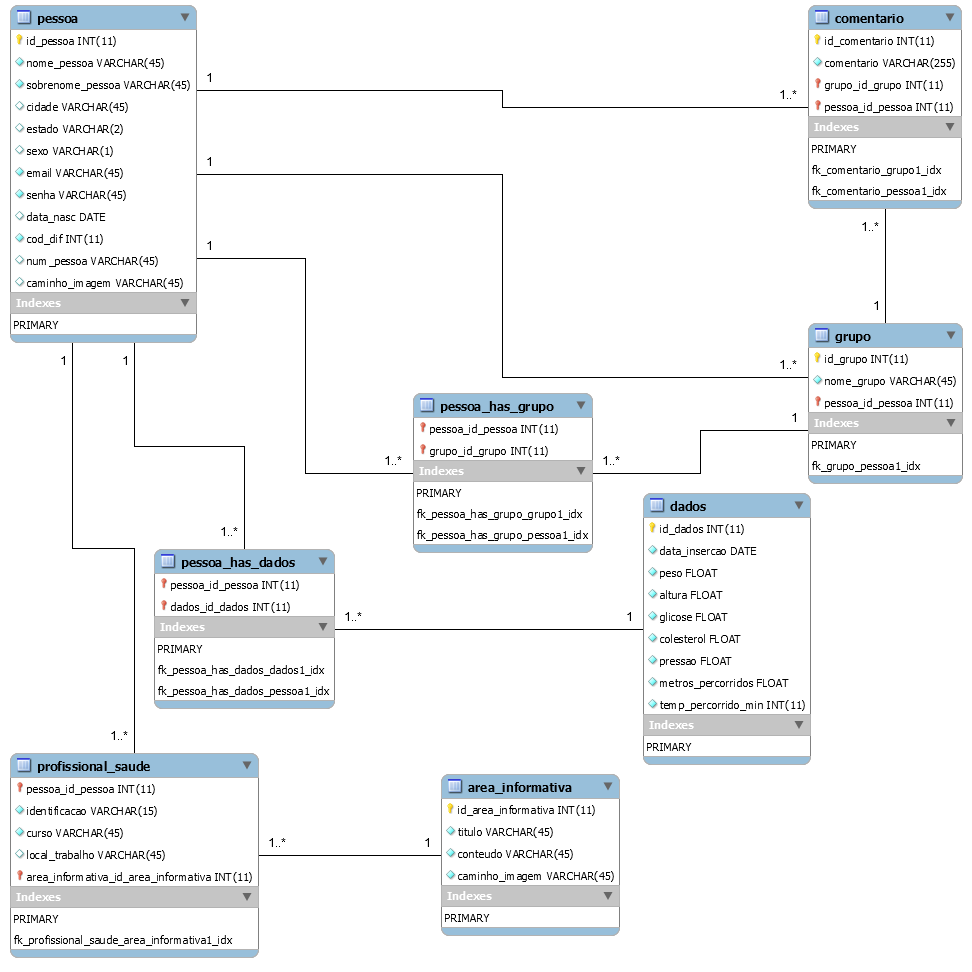 pessoa
id_pessoa INT(11)
nome_pessoa VARCHAR(45)
sobrenome_pessoa VARCHAR(45)
cidade VARCHAR(45)
estado VARCHAR(2)
sexo VARCHAR(1)
email VARCHAR(45)
senha VARCHAR(45)
data_nasc DATE
cod_dif INT(11)
num_pessoa VARCHAR(45)
caminho_imagem VARCHAR(45)
Indexes
PRIMARY
1
1..*
1
1..*
1
1..*
1
1..*
1
1..*
comentario
id_comentario INT(11)
comentario VARCHAR(255)
grupo_id_grupo INT(11)
pessoa_id_pessoa INT(11)
Indexes
PRIMARY
fk_comentario_grupo1_idx
fk_comentario_pessoa1_idx
1..*
1
grupo
id_grupo INT(11)
nome_grupo VARCHAR(45)
pessoa_id_pessoa INT(11)
Indexes
PRIMARY
fk_grupo_pessoa1_idx
1
1..*
pessoa_has_grupo
pessoa_id_pessoa INT(11)
grupo_id_grupo INT(11)
Indexes
PRIMARY
fk_pessoa_has_grupo_grupo1_idx
fk_pessoa_has_grupo_pessoa1_idx
dados
id_dados INT(11)
data_insercao DATE
peso FLOAT
altura FLOAT
glicose FLOAT
colesterol FLOAT
pressao FLOAT
metros_percorridos FLOAT
temp_percorrido_min INT(11)
Indexes
PRIMARY
pessoa_has_dados
pessoa_id_pessoa INT(11)
dados_id_dados INT(11)
Indexes
PRIMARY
fk_pessoa_has_dados_dados1_idx
fk_pessoa_has_dados_pessoa1_idx
1..*
1
profissional_saude
pessoa_id_pessoa INT(11)
identificacao VARCHAR(15)
curso VARCHAR(45)
local_trabalho VARCHAR(45)
area_informativa_id_area_informativa INT(11)
Indexes
PRIMARY
fk_profissional_saude_area_informativa1_idx
1..*
1
area_informativa
id_area_informativa INT(11)
titulo VARCHAR(45)
conteudo VARCHAR(45)
caminho_imagem VARCHAR(45)
Indexes
PRIMARY